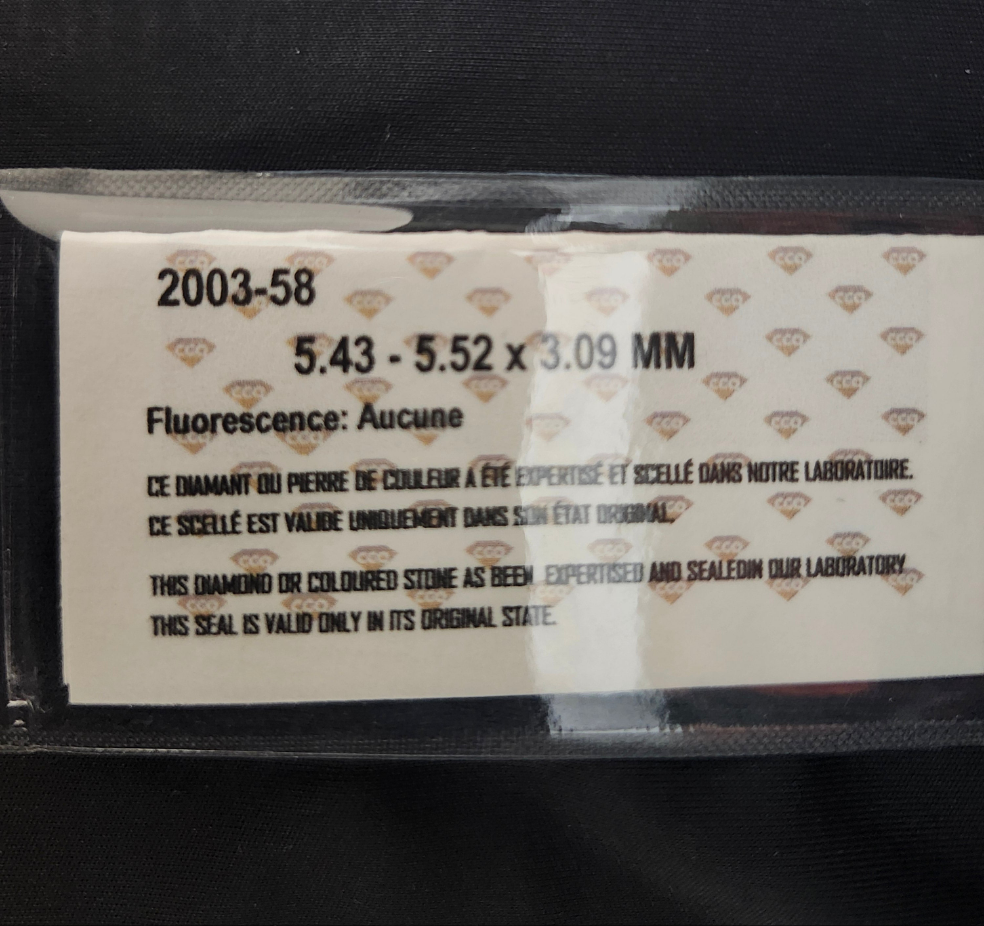 2003-58
5.43 - 5.52 x 3.09 MM
Fluorescence: Aucune
CE DIAMANT OU PIERRE DE COULEUR A ÉTÉ EXPERTISÉ ET SCELLÉ DANS NOTRE LABORATOIRE.
CE SCELLÉ EST VALIDE UNIQUEMENT DANS SON ÉTAT ORIGINAL.
THIS DIAMOND OR COLOURED STONE AS BEEN EXPERTISED AND SEALEDIN OUR LABORATORY
THIS SEAL IS VALID ONLY IN ITS ORIGINAL STATE.